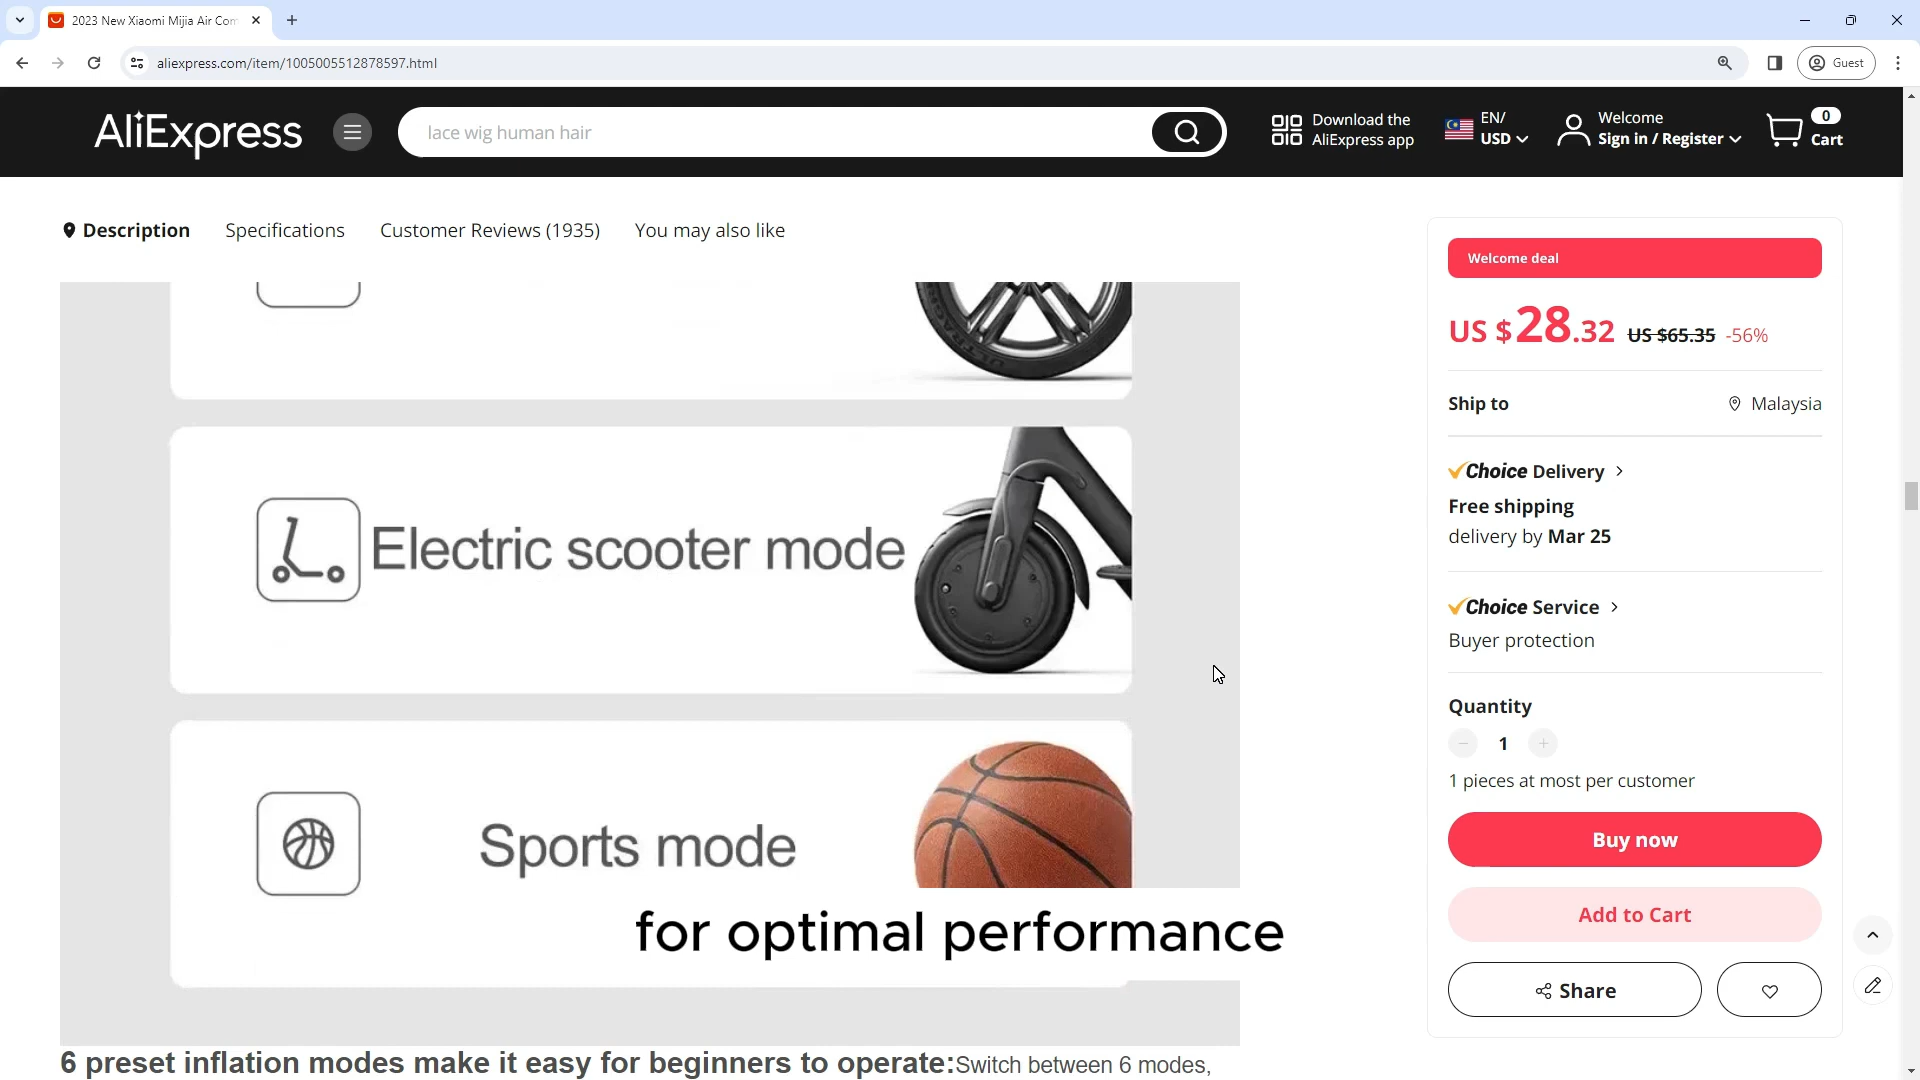 2023 New Xiaomi Mijia Air Com
aliexpress.com/item/1005005512878597.html
Guest
AliExpress
lace wig human hair
Download the
AliExpress app
EN/
USD
Welcome
Sign in / Register
0
Cart
Description
Specifications
Customer Reviews (1935)
You may also like
Electric scooter mode
Sports mode
for optimal performance
6 preset inflation modes make it easy for beginners to operate:Switch between 6 modes,
Welcome deal
US $28.32 US $65.35 -56%
Ship to
Malaysia
Choice Delivery
Free shipping
delivery by Mar 25
Choice Service
Buyer protection
Quantity
1
1 pieces at most per customer
Buy now
Add to Cart
Share